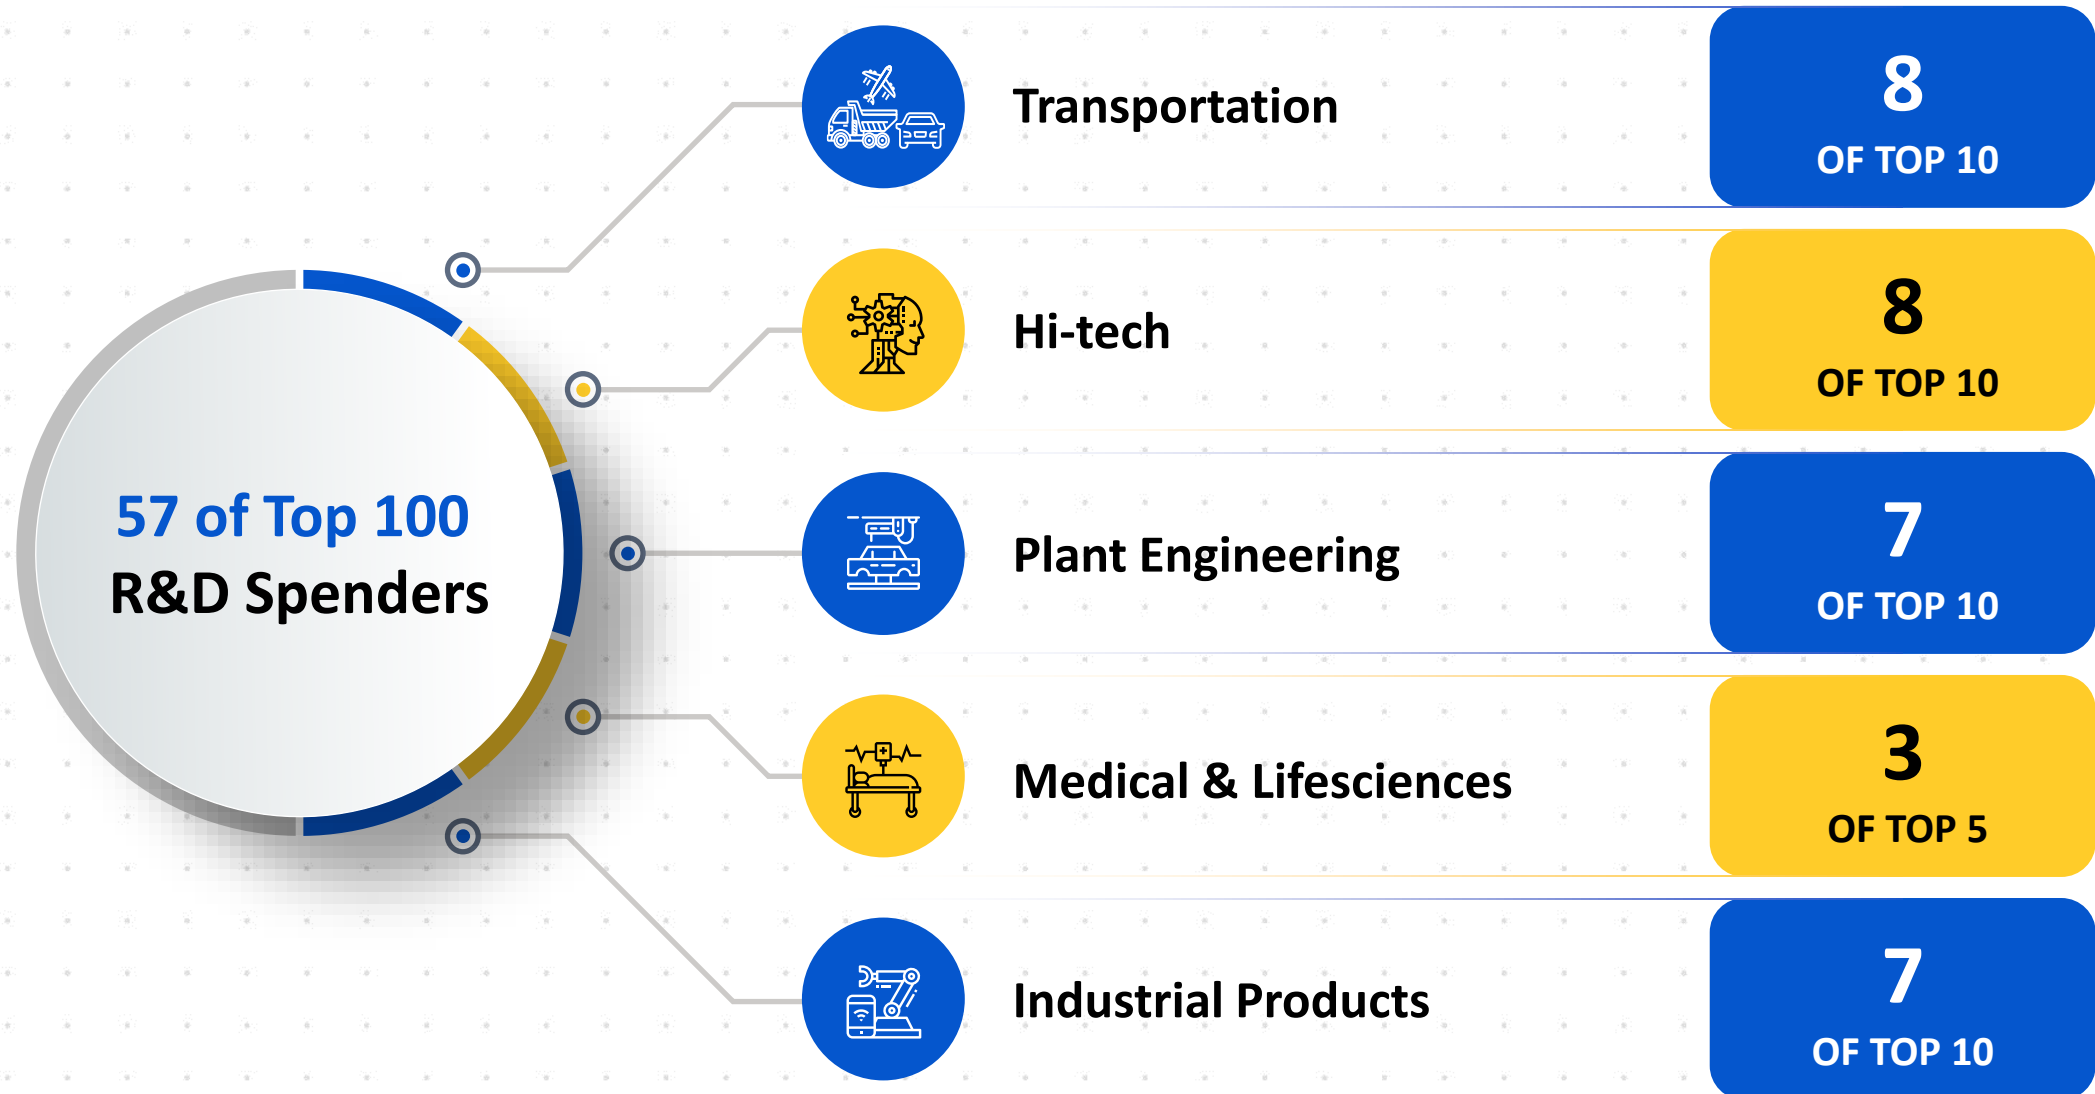 57 of Top 100
R&D Spenders
Transportation
8
OF TOP 10
Hi-tech
8
OF TOP 10
Plant Engineering
7
OF TOP 10
Medical & Lifesciences
3
OF TOP 5
Industrial Products
7
OF TOP 10